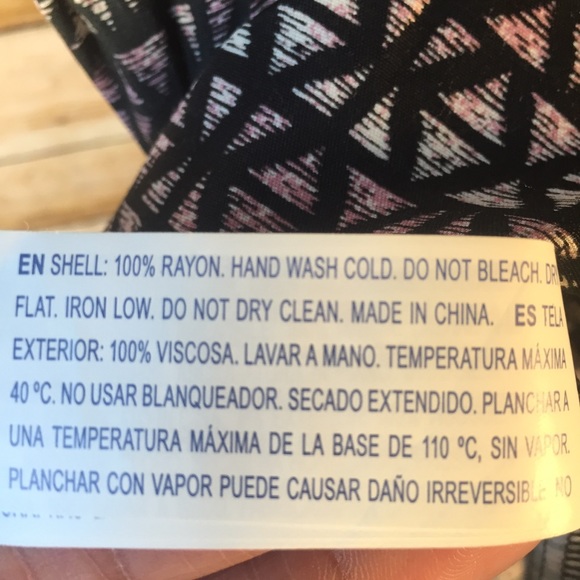 EN SHELL: 100% RAYON. HAND WASH COLD. DO NOT BLEACH.
FLAT. IRON LOW. DO NOT DRY CLEAN. MADE IN CHINA. ES TELA
EXTERIOR: 100% VISCOSA. LAVAR A MANO. TEMPERATURA MÁXIMA
40 ºC. NO USAR BLANQUEADOR. SECADO EXTENDIDO. PLANCHAR A
UNA TEMPERATURA MÁXIMA DE LA BASE DE 110 ºC, SIN VAPOR.
PLANCHAR CON VAPOR PUEDE CAUSAR DAÑO IRREVERSIBLE. NO